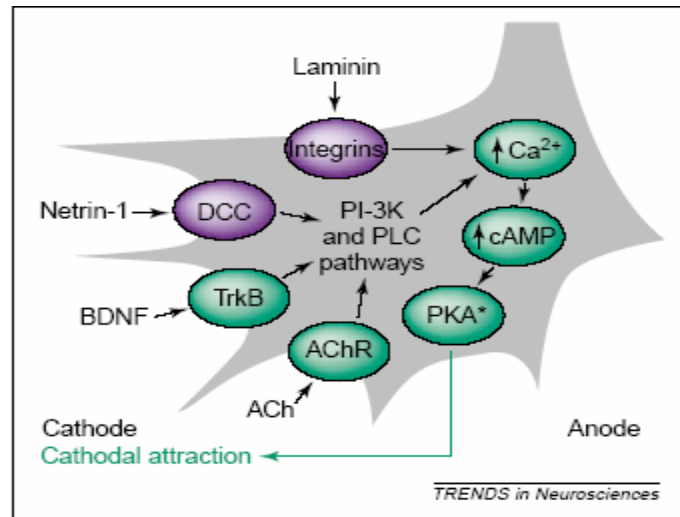 Laminin
Integrins
↑ Ca²⁺
Netrin-1
DCC
PI-3K
and PLC
pathways
↑ cAMP
BDNF
TrkB
PKA*
AChR
ACh
Cathode
Anode
Cathodal attraction
TRENDS in Neurosciences